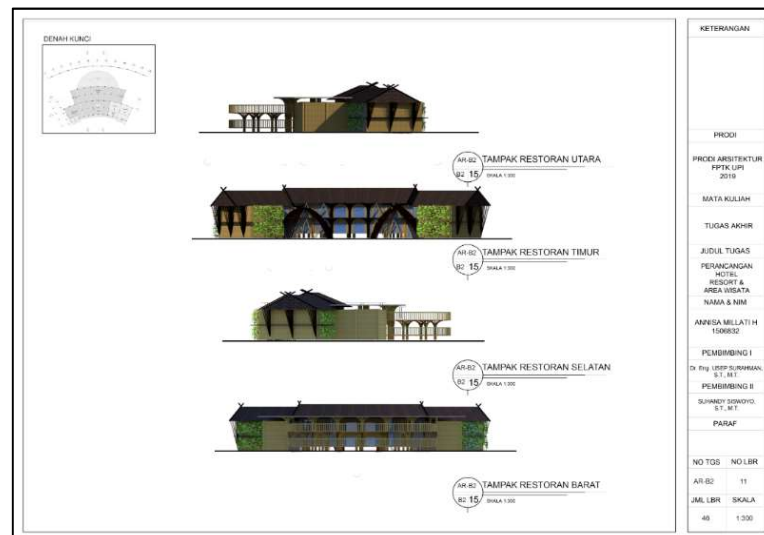 DENAH KUNCI
AR-B2
B2 15
TAMPAK RESTORAN UTARA
SKALA 1:300
AR-B2
B2 15
TAMPAK RESTORAN TIMUR
SKALA 1:300
AR-B2
B2 15
TAMPAK RESTORAN SELATAN
SKALA 1:300
AR-B2
B2 15
TAMPAK RESTORAN BARAT
SKALA 1:300
KETERANGAN
PRODI
PRODI ARSITEKTUR
FPTK UPI
2019
MATA KULIAH
TUGAS AKHIR
JUDUL TUGAS
PERANCANGAN
HOTEL
RESORT &
AREA WISATA
NAMA & NIM
ANNISA MILLATI H
1506832
PEMBIMBING I
Dr. Eng. USEP SURAHMAN,
S.T., M.T.
PEMBIMBING II
SUHANDY SISWOYO,
S.T., M.T.
PARAF
NO TGS NO LBR
AR-B2 11
JML LBR SKALA
46 1:300